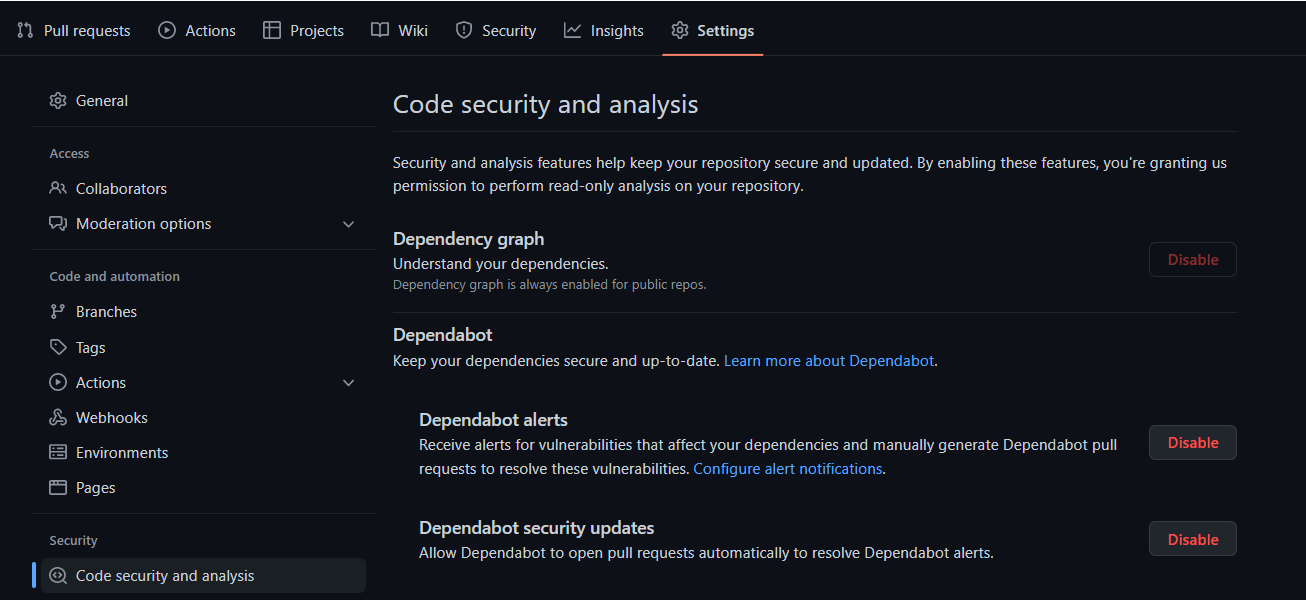 Pull requests Actions Projects Wiki Security Insights Settings
General
Access
Collaborators
Moderation options
Code and automation
Branches
Tags
Actions
Webhooks
Environments
Pages
Security
Code security and analysis
Code security and analysis
Security and analysis features help keep your repository secure and updated. By enabling these features, you're granting us
permission to perform read-only analysis on your repository.
Dependency graph
Understand your dependencies.
Dependency graph is always enabled for public repos.
Disable
Dependabot
Keep your dependencies secure and up-to-date. Learn more about Dependabot.
Dependabot alerts
Receive alerts for vulnerabilities that affect your dependencies and manually generate Dependabot pull
requests to resolve these vulnerabilities. Configure alert notifications.
Disable
Dependabot security updates
Allow Dependabot to open pull requests automatically to resolve Dependabot alerts.
Disable